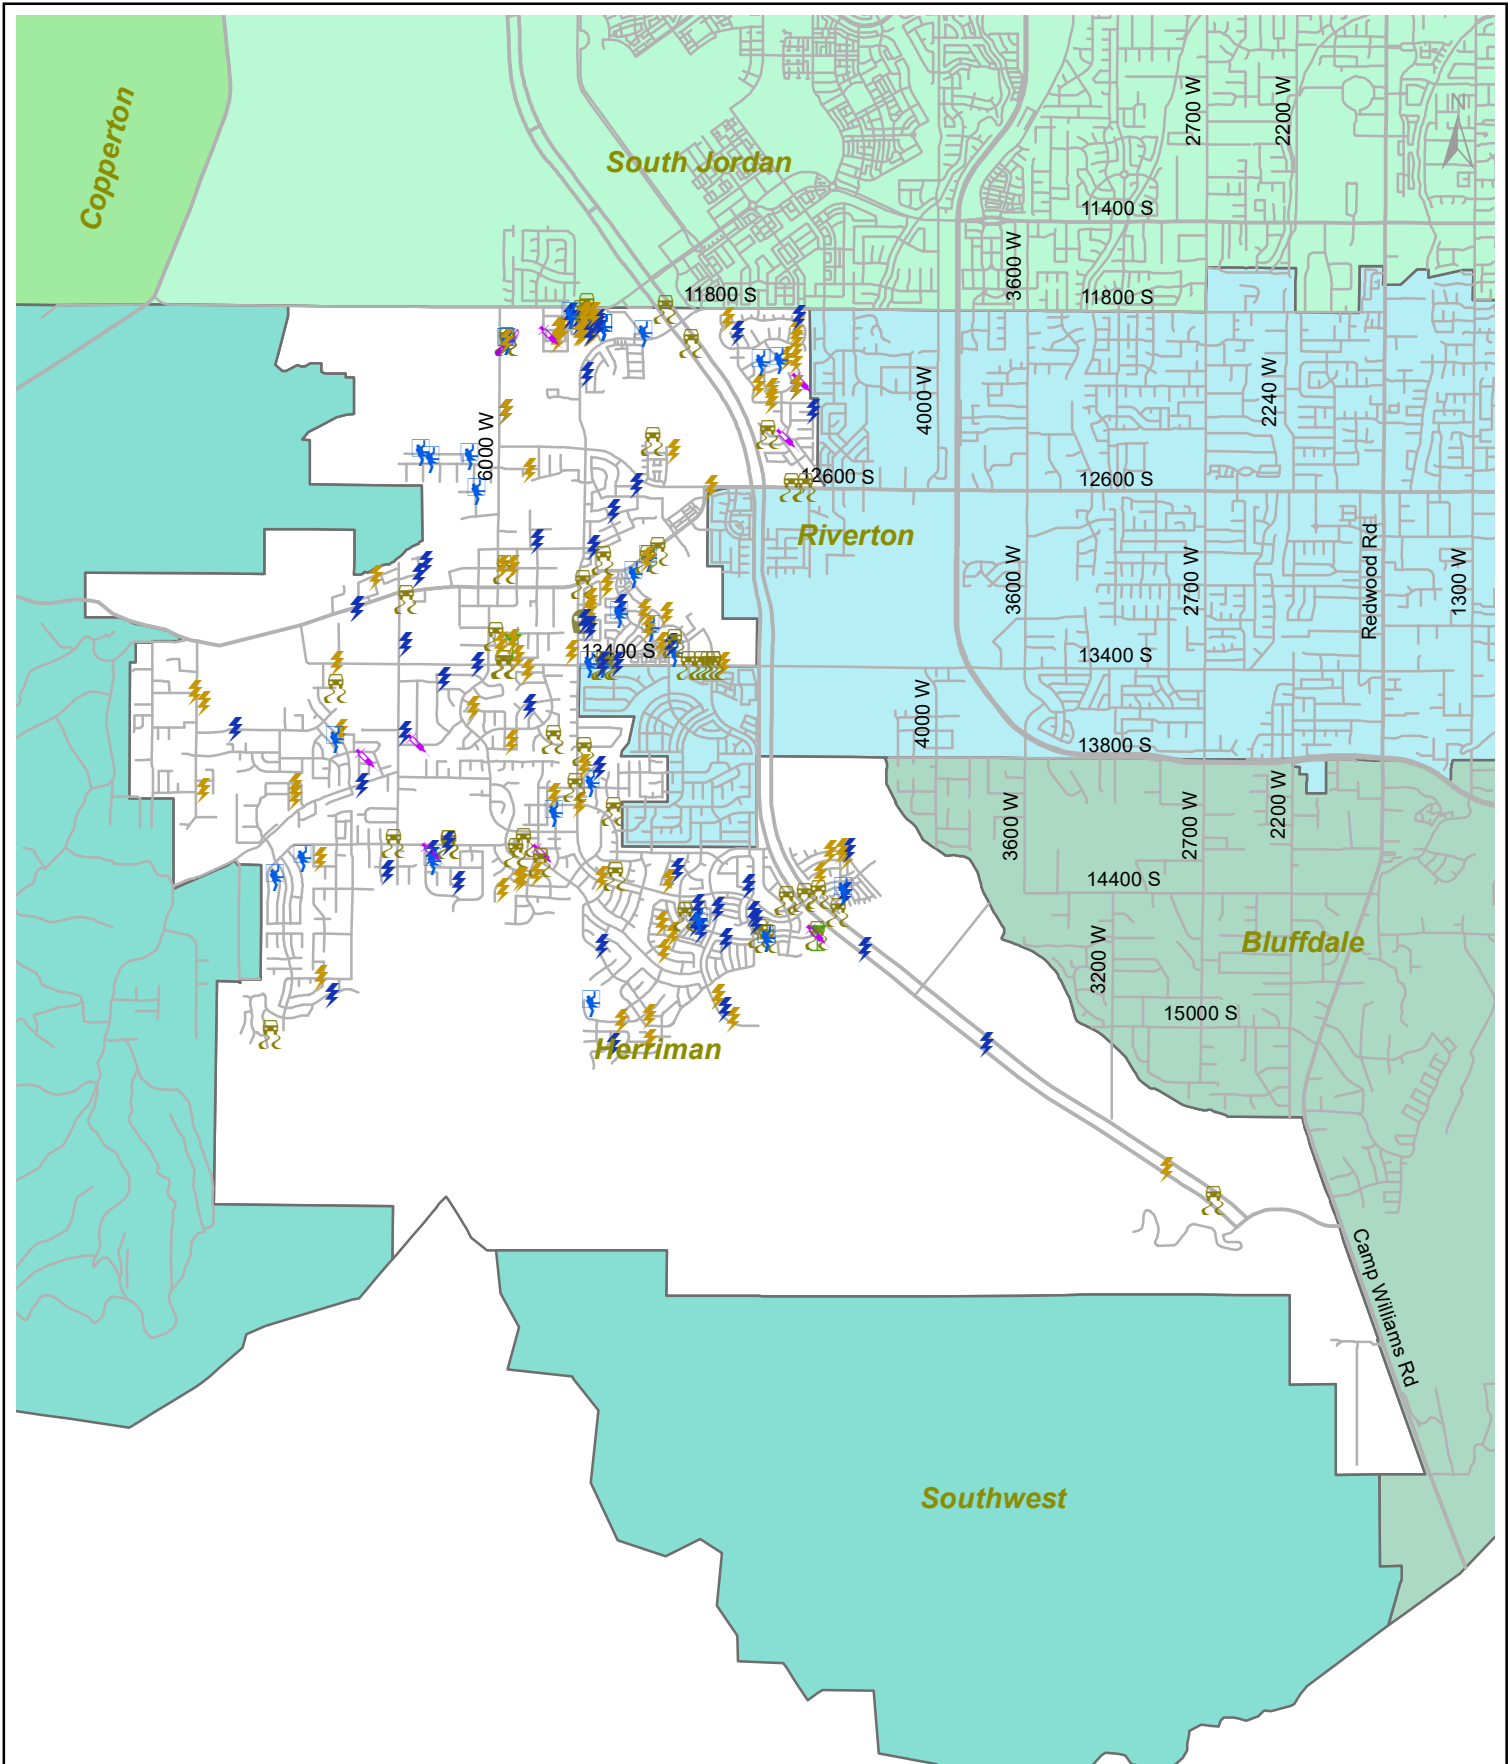 Copperton
South Jordan
2700 W
2200 W
N
11400 S
3600 W
11800 S
11800 S
4000 W
2240 W
6000 W
12600 S
12600 S
Riverton
Redwood Rd
3600 W
2700 W
1300 W
13400 S
13400 S
4000 W
13800 S
3600 W
2700 W
2200 W
14400 S
3200 W
Bluffdale
15000 S
Herriman
Camp Williams Rd
Southwest